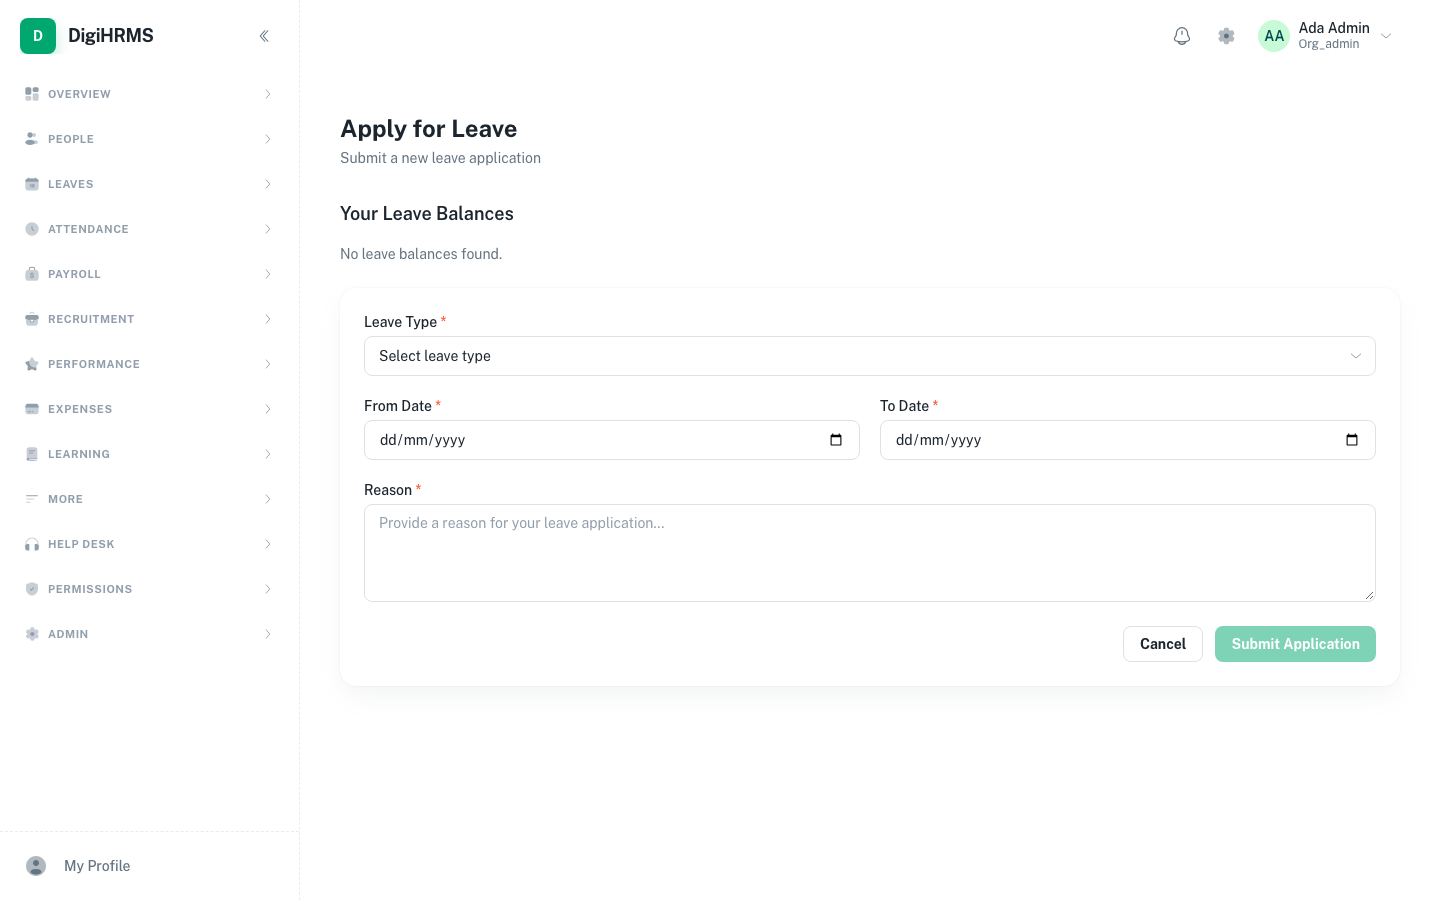 D DigiHRMS
OVERVIEW
PEOPLE
LEAVES
ATTENDANCE
PAYROLL
RECRUITMENT
PERFORMANCE
EXPENSES
LEARNING
MORE
HELP DESK
PERMISSIONS
ADMIN
My Profile
AA Ada Admin
Org_admin
Apply for Leave
Submit a new leave application
Your Leave Balances
No leave balances found.
Leave Type *
Select leave type
From Date * To Date *
dd/mm/yyyy dd/mm/yyyy
Reason *
Provide a reason for your leave application...
Cancel Submit Application